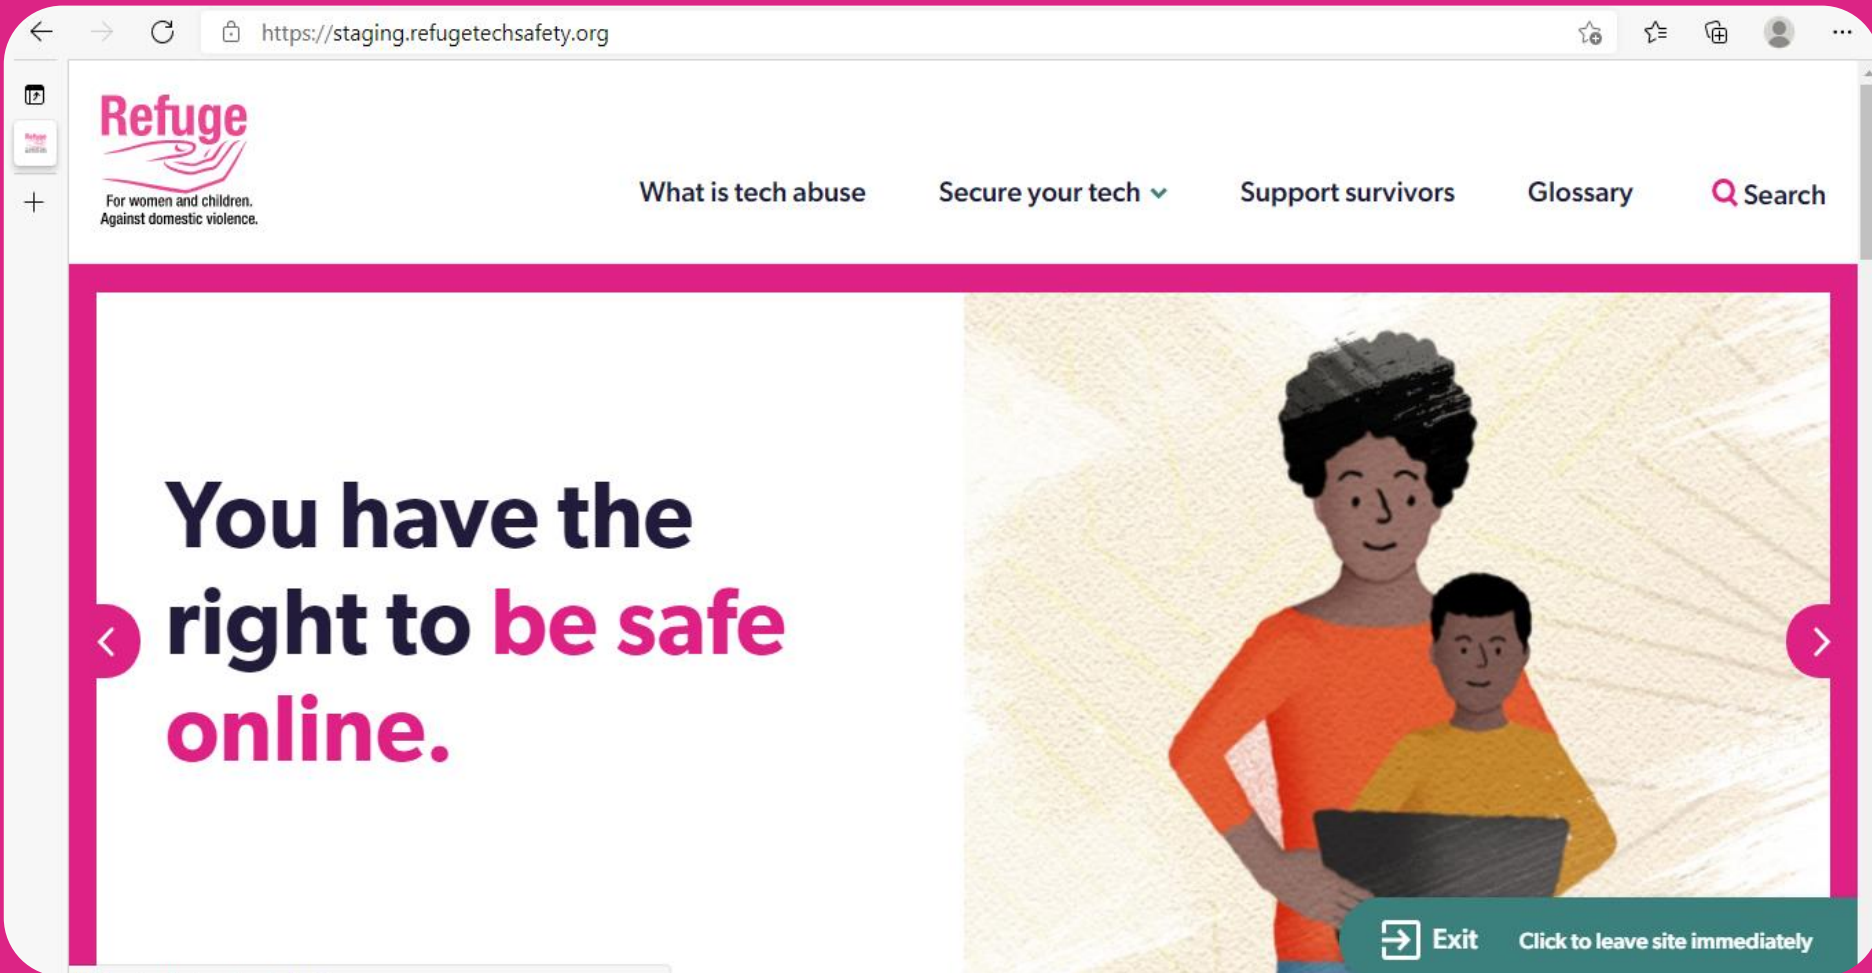 https://staging.refugetechsafety.org
Refuge
For women and children.
Against domestic violence.
What is tech abuse
Secure your tech
Support survivors
Glossary
Search
You have the
right to be safe
online.
Exit
Click to leave site immediately